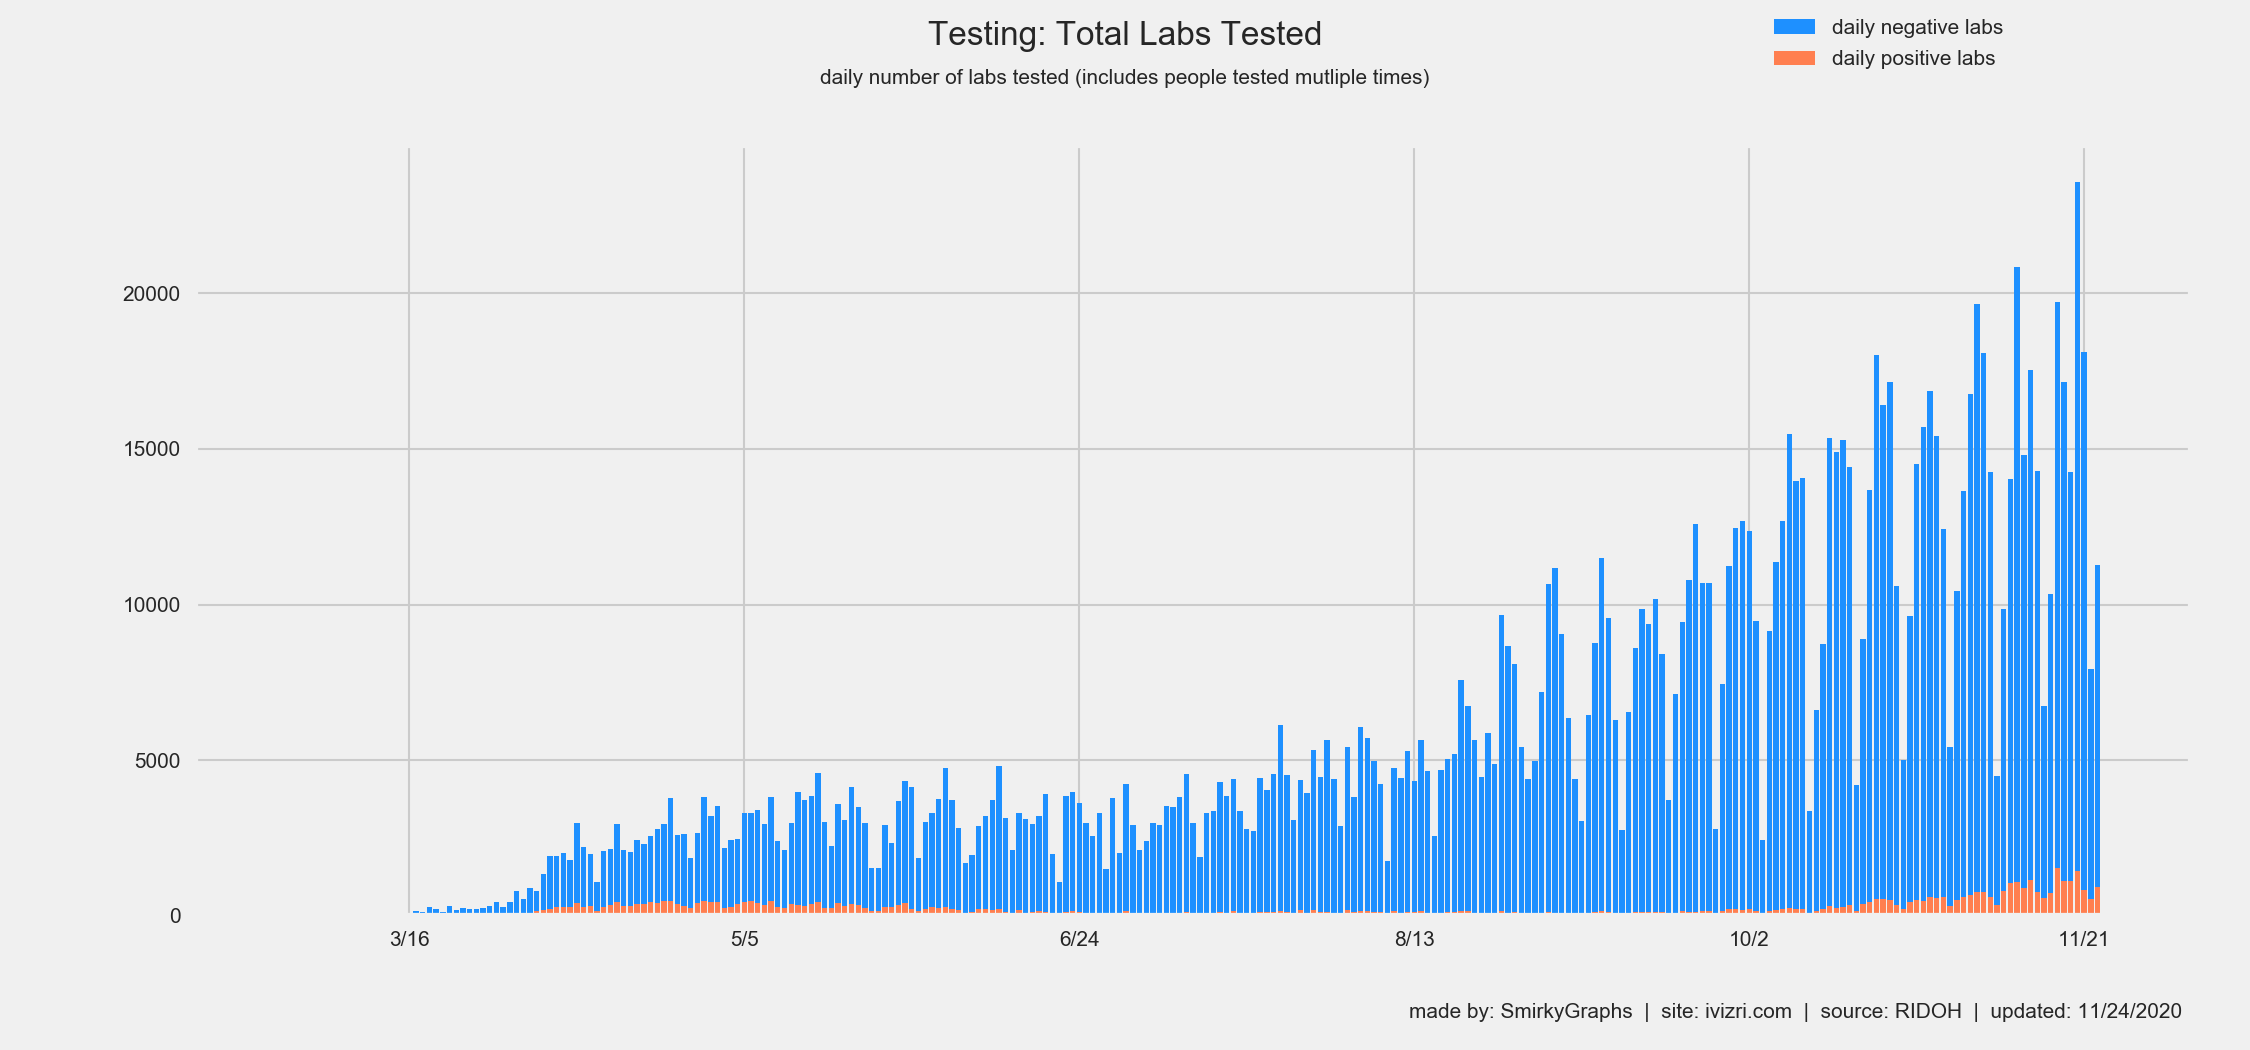 Testing: Total Labs Tested
daily number of labs tested (includes people tested mutliple times)
daily negative labs
daily positive labs
20000
15000
10000
5000
0
3/16 5/5 6/24 8/13 10/2 11/21
made by: SmirkyGraphs | site: ivizri.com | source: RIDOH | updated: 11/24/2020